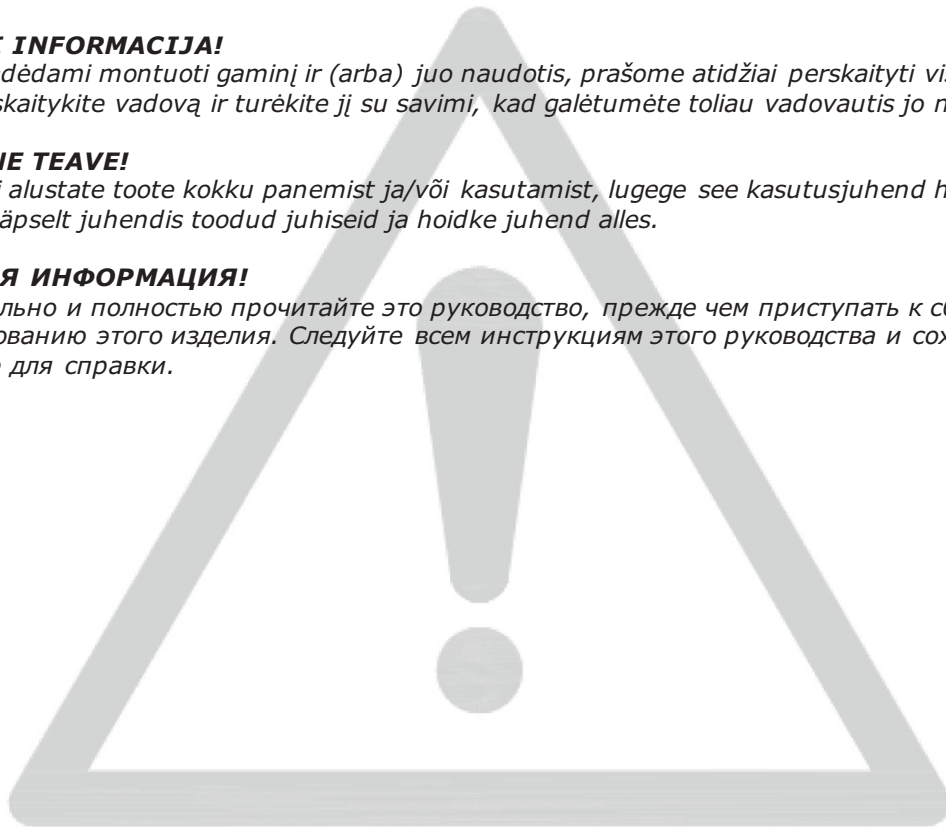 INFORMACIJA!
dėdami montuoti gaminį ir (arba) juo naudotis, prašome atidžiai perskaityti
skaitykite vadovą ir turėkite jį su savimi, kad galėtumėte toliau vadovautis jo
TEAVE!
alustate toote kokku panemist ja/või kasutamist, lugege see kasutusjuhend
äpselt juhendis toodud juhiseid ja hoidke juhend alles.
Я ИНФОРМАЦИЯ!
льно и полностью прочитайте это руководство, прежде чем приступать к
ованию этого изделия. Следуйте всем инструкциям этого руководства и сох
для справки.